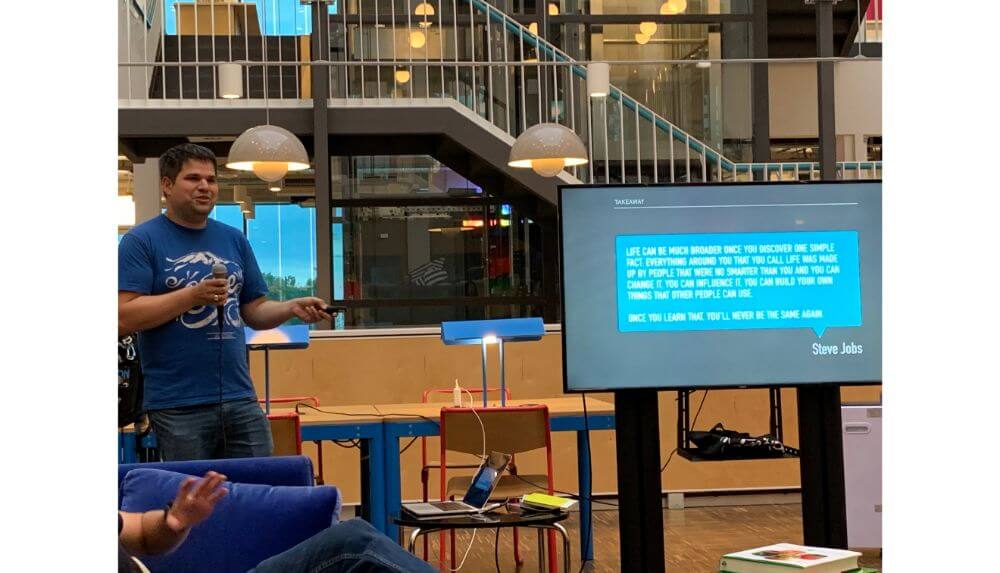 TAKEAWAY
LIFE CAN BE MUCH BROADER ONCE YOU DISCOVER ONE SIMPLE
FACT. EVERYTHING AROUND YOU THAT YOU CALL LIFE WAS MADE
UP BY PEOPLE THAT WERE NO SMARTER THAN YOU AND YOU CAN
CHANGE IT. YOU CAN INFLUENCE IT. YOU CAN BUILD YOUR OWN
THINGS THAT OTHER PEOPLE CAN USE.
ONCE YOU LEARN THAT, YOU'LL NEVER BE THE SAME AGAIN.
Steve Jobs